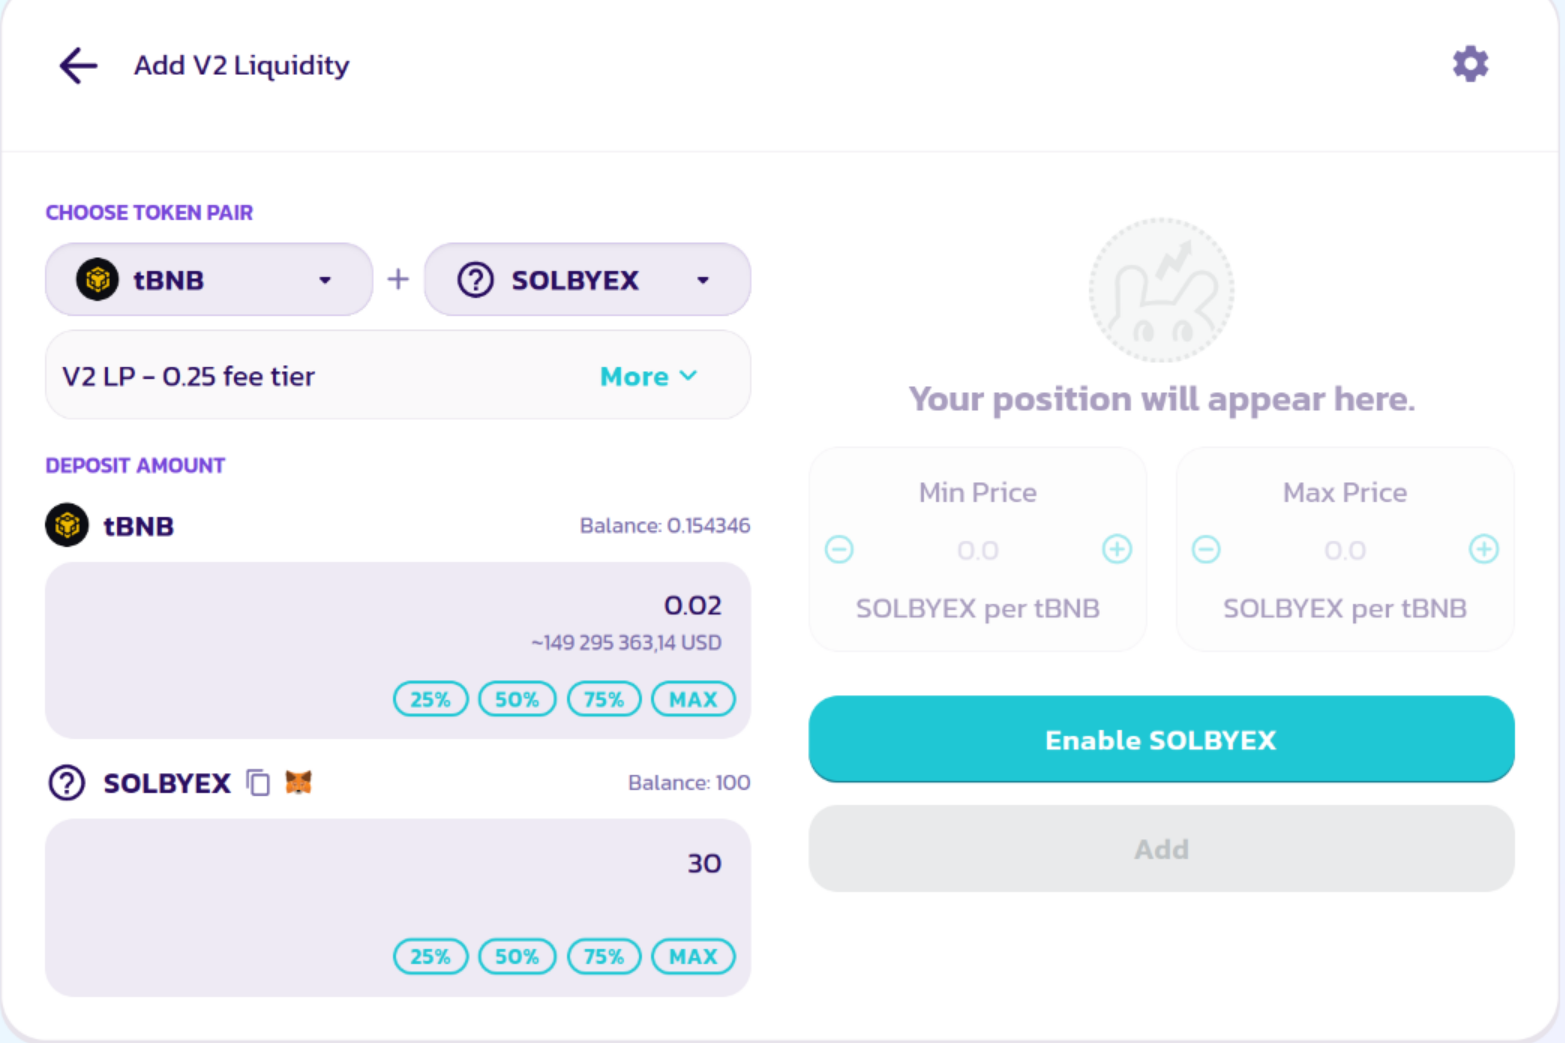 Add V2 Liquidity
CHOOSE TOKEN PAIR
tBNB + SOLBYEX
V2 LP - 0.25 fee tier More
DEPOSIT AMOUNT
tBNB Balance: 0.154346
0.02
~149 295 363,14 USD
25% 50% 75% MAX
SOLBYEX Balance: 100
30
25% 50% 75% MAX
Your position will appear here.
Min Price
0.0
SOLBYEX per tBNB
Max Price
0.0
SOLBYEX per tBNB
Enable SOLBYEX
Add